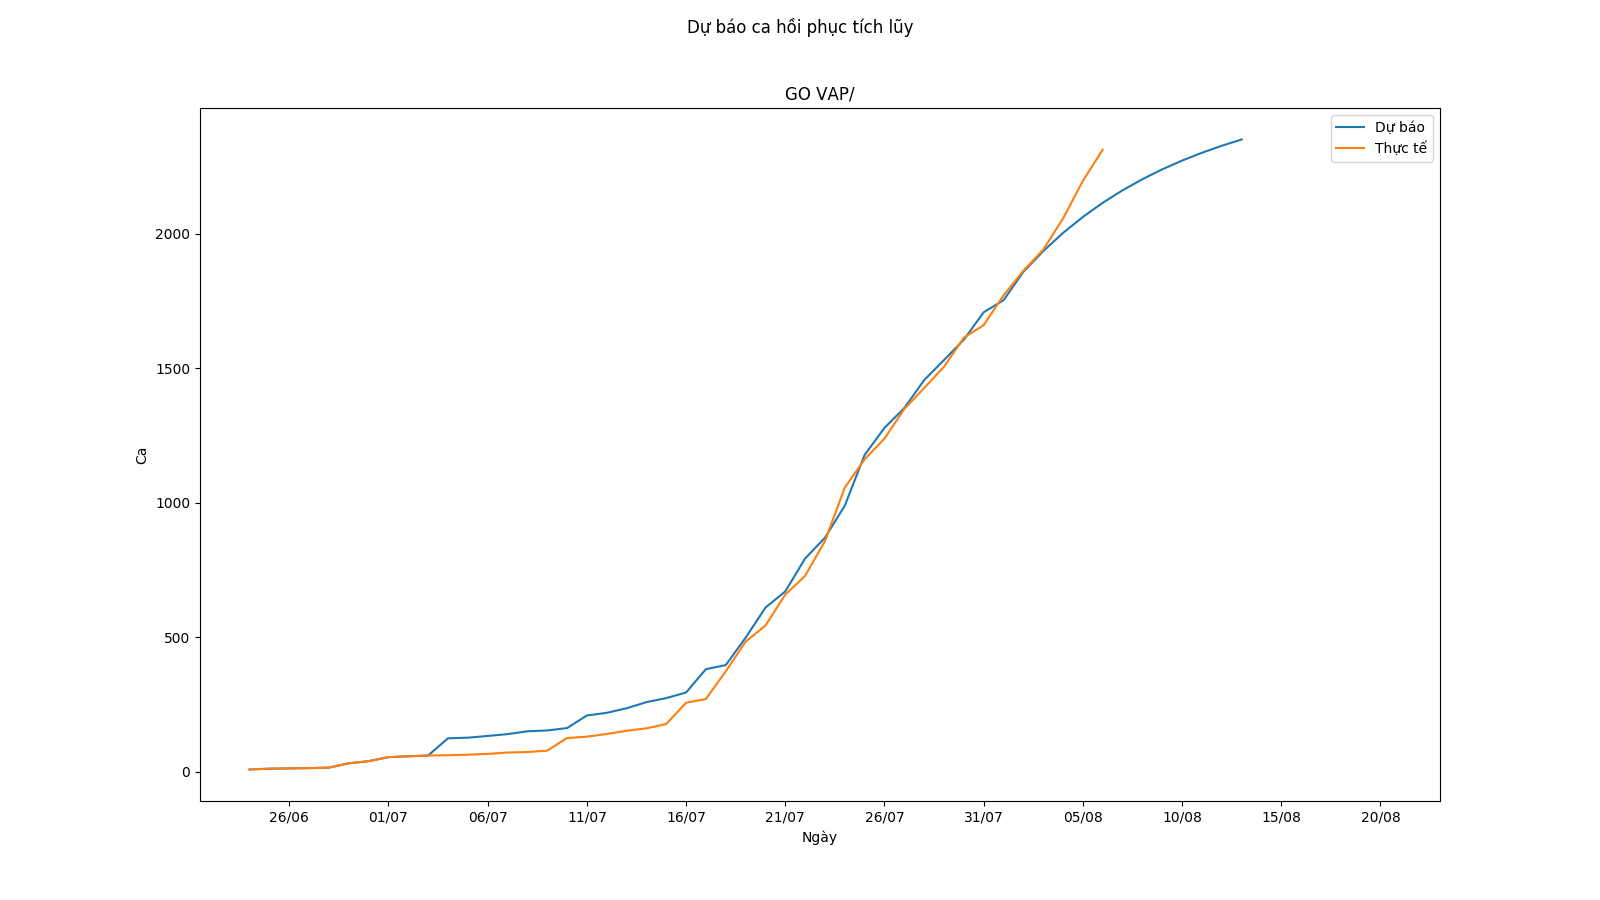 Dự báo ca hồi phục tích lũy
GO VAP/
Dự báo
Thực tế
2000
1500
1000
500
0
Ca
26/06 01/07 06/07 11/07 16/07 21/07 26/07 31/07 05/08 10/08 15/08 20/08
Ngày